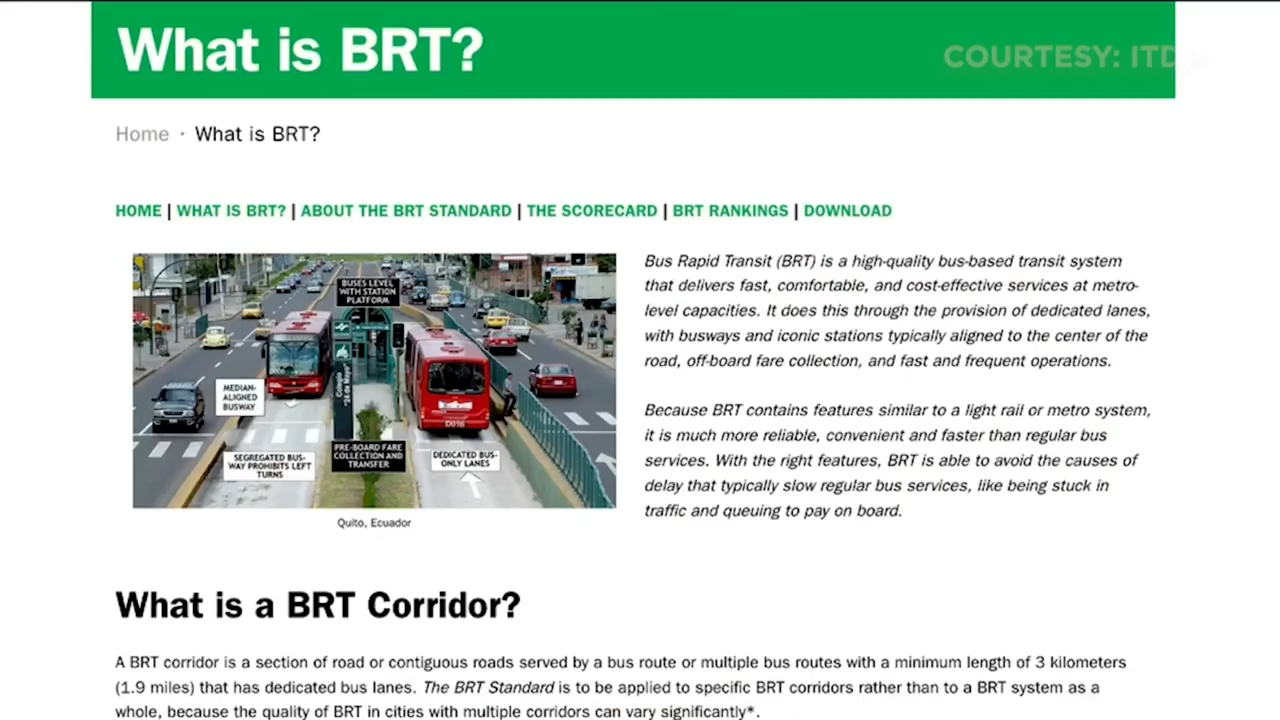 What is BRT?
COURTESY: ITDP
Home · What is BRT?
HOME | WHAT IS BRT? | ABOUT THE BRT STANDARD | THE SCORECARD | BRT RANKINGS | DOWNLOAD
BUSES LEVEL
WITH STATION
PLATFORM
MEDIAN-
ALIGNED
BUSWAY
SEGREGATED BUS-
WAY PROHIBITS LEFT
TURNS
PRE-BOARD FARE
COLLECTION AND
TRANSFER
DEDICATED BUS-
ONLY LANES
D016
Quito, Ecuador
Bus Rapid Transit (BRT) is a high-quality bus-based transit system
that delivers fast, comfortable, and cost-effective services at metro-
level capacities. It does this through the provision of dedicated lanes,
with busways and iconic stations typically aligned to the center of the
road, off-board fare collection, and fast and frequent operations.
Because BRT contains features similar to a light rail or metro system,
it is much more reliable, convenient and faster than regular bus
services. With the right features, BRT is able to avoid the causes of
delay that typically slow regular bus services, like being stuck in
traffic and queuing to pay on board.
What is a BRT Corridor?
A BRT corridor is a section of road or contiguous roads served by a bus route or multiple bus routes with a minimum length of 3 kilometers
(1.9 miles) that has dedicated bus lanes. The BRT Standard is to be applied to specific BRT corridors rather than to a BRT system as a
whole, because the quality of BRT in cities with multiple corridors can vary significantly*.